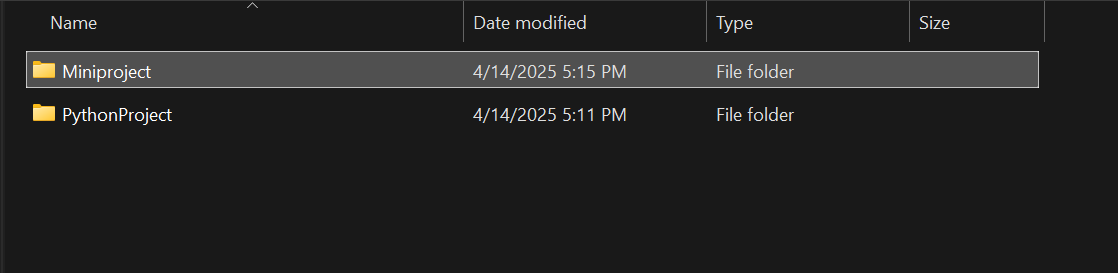 Name Date modified Type Size
Miniproject 4/14/2025 5:15 PM File folder
PythonProject 4/14/2025 5:11 PM File folder